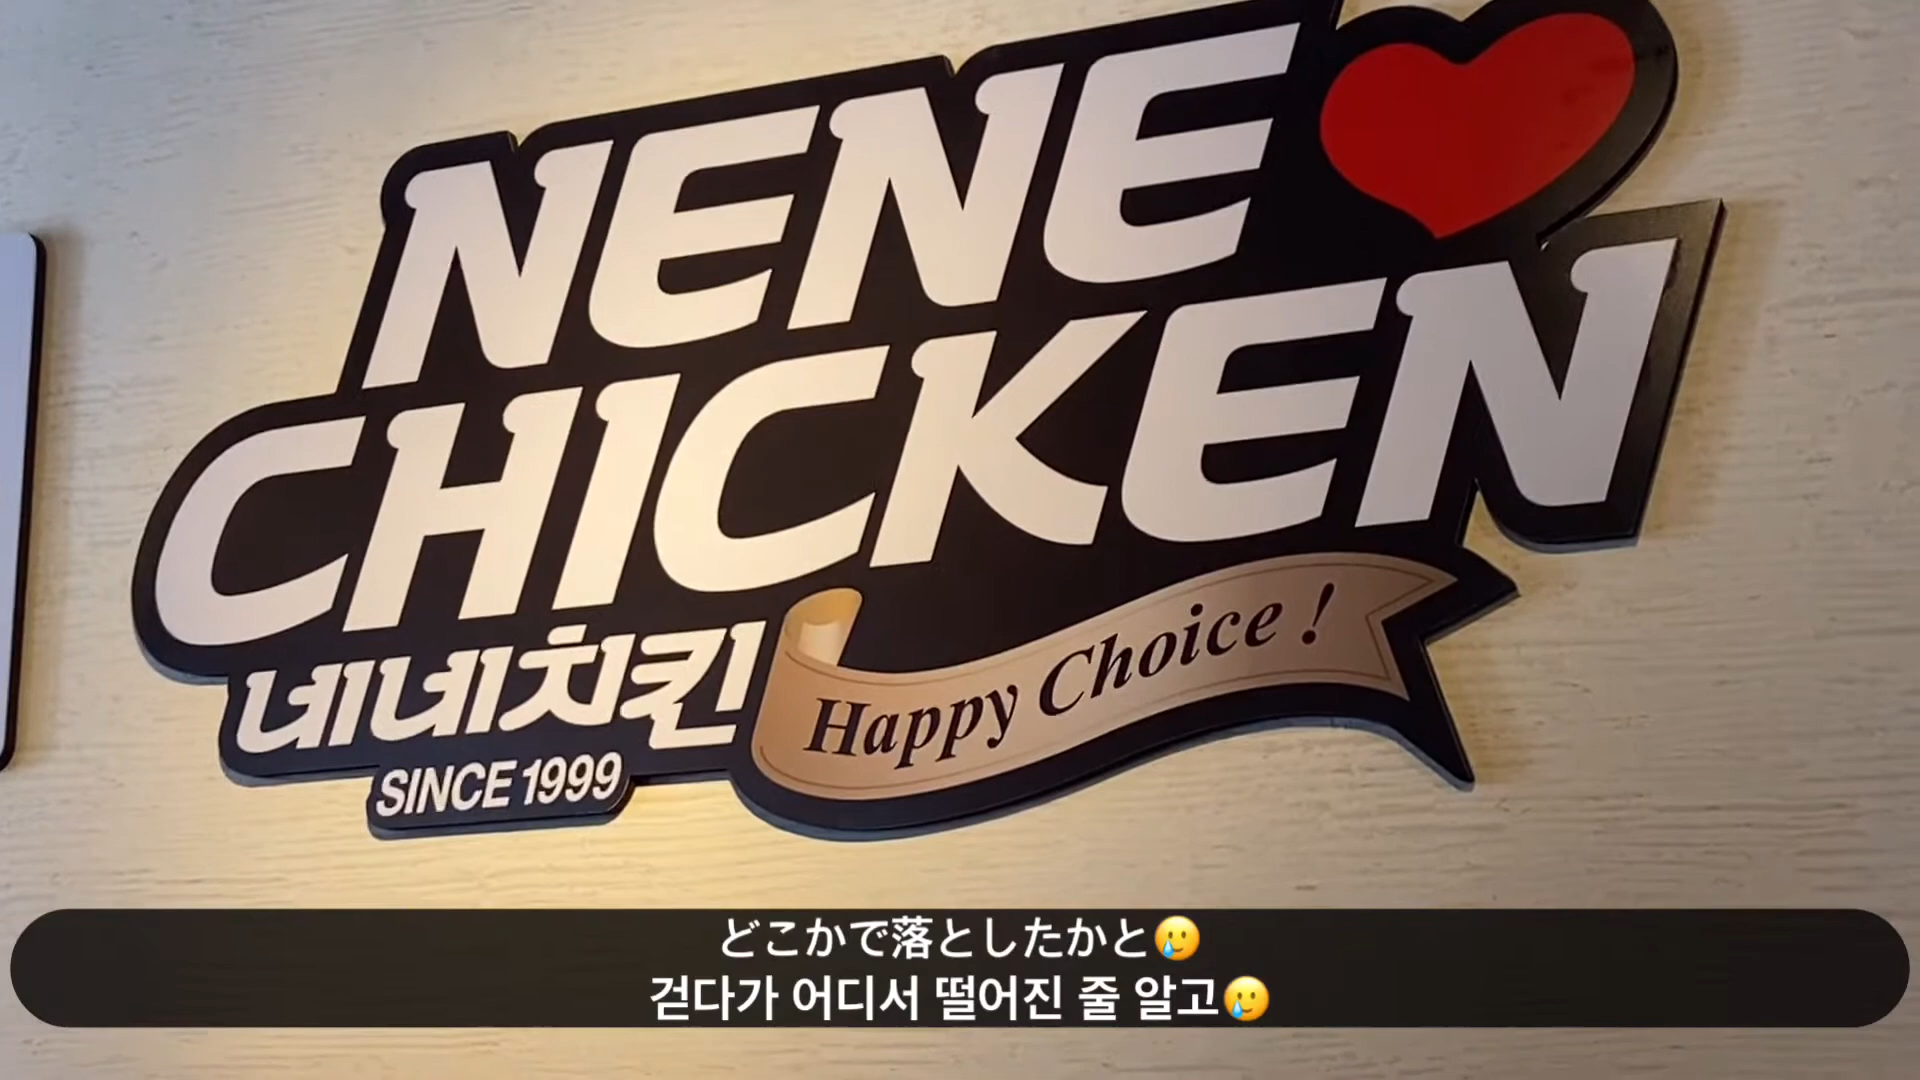 NENE
CHICKEN
네네치킨
Happy Choice !
SINCE 1999
どこかで落としたかと🥲
걷다가 어디서 떨어진 줄 알고🥲